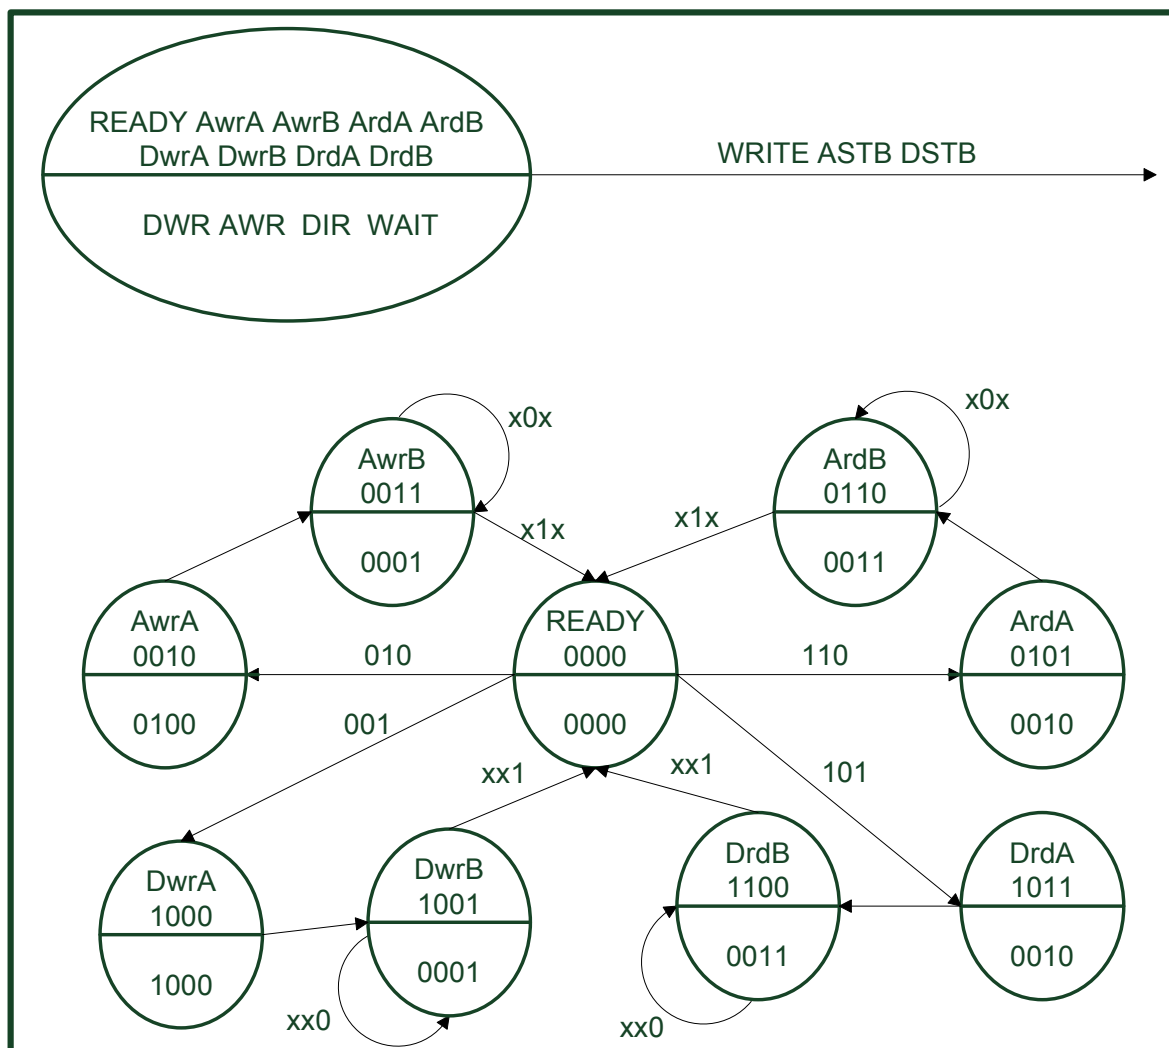 READY AwrA AwrB ArdA ArdB
DwrA DwrB DrdA DrdB
DWR AWR DIR WAIT
WRITE ASTB DSTB
x0x
AwrB
0011
0001
x1x
x0x
ArdB
0110
0011
x1x
AwrA
0010
0100
010
READY
0000
0000
110
ArdA
0101
0010
001
101
xx1
xx1
DwrA
1000
1000
DwrB
1001
0001
xx0
DrdB
1100
0011
xx0
DrdA
1011
0010